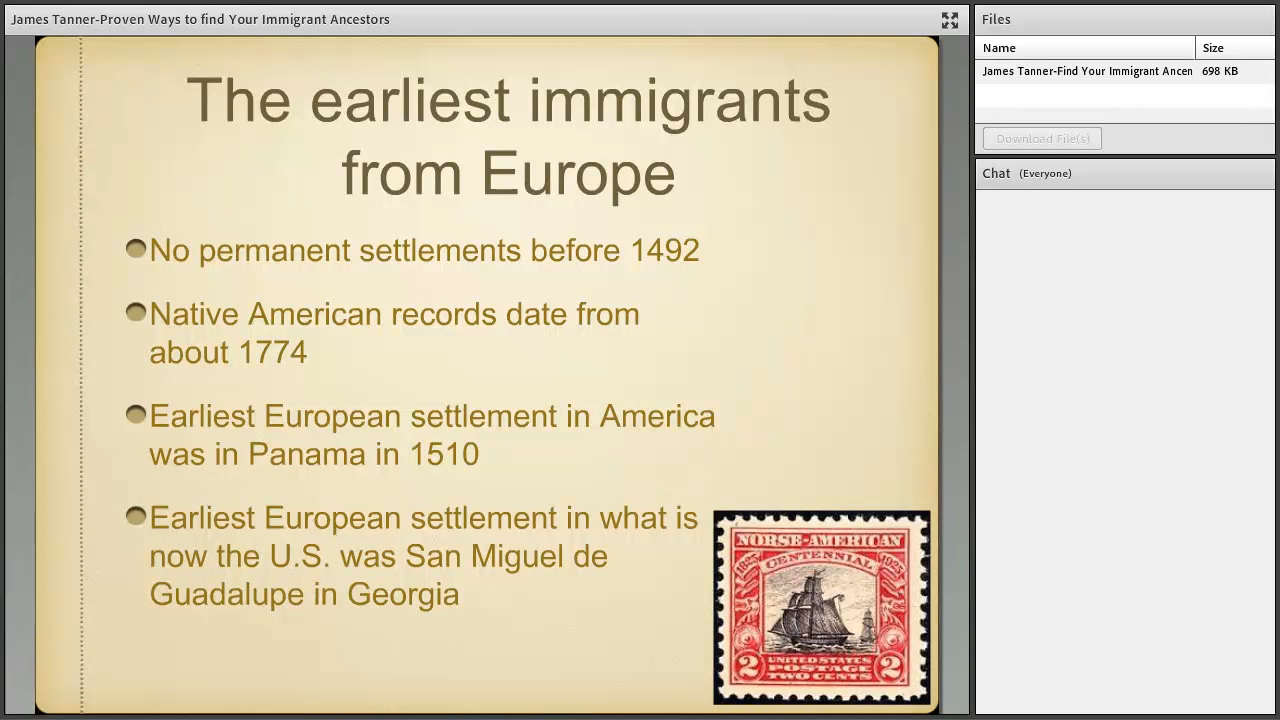 James Tanner-Proven Ways to find Your Immigrant Ancestors
The earliest immigrants
from Europe
No permanent settlements before 1492
Native American records date from
about 1774
Earliest European settlement in America
was in Panama in 1510
Earliest European settlement in what is
now the U.S. was San Miguel de
Guadalupe in Georgia
NORSE-AMERICAN
CENTENNIAL
1825 1925
2 UNITED STATES 2
POSTAGE
TWO CENTS
Files
Name Size
James Tanner-Find Your Immigrant Ancen 698 KB
Download File(s)
Chat (Everyone)